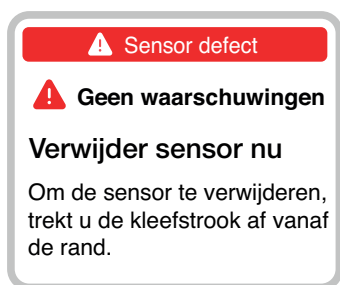 Sensor defect
Geen waarschuwingen
Verwijder sensor nu
Om de sensor te verwijderen,
trekt u de kleefstrook af vanaf
de rand.